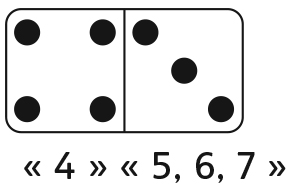 « 4 » « 5, 6, 7 »